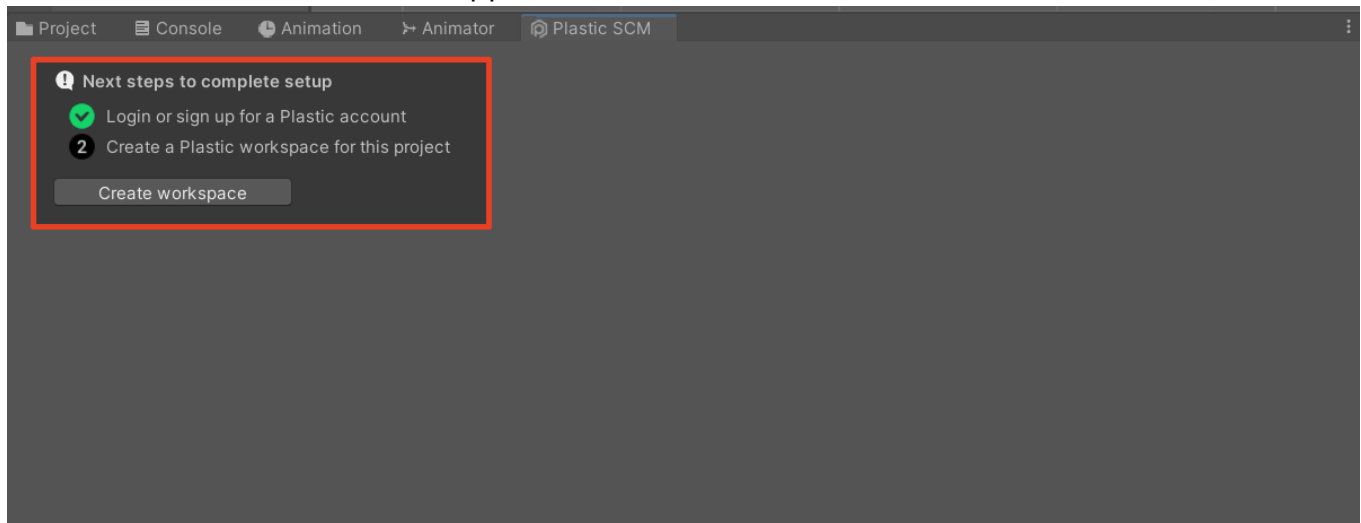 Project Console Animation Animator Plastic SCM
Next steps to complete setup
Login or sign up for a Plastic account
2 Create a Plastic workspace for this project
Create workspace